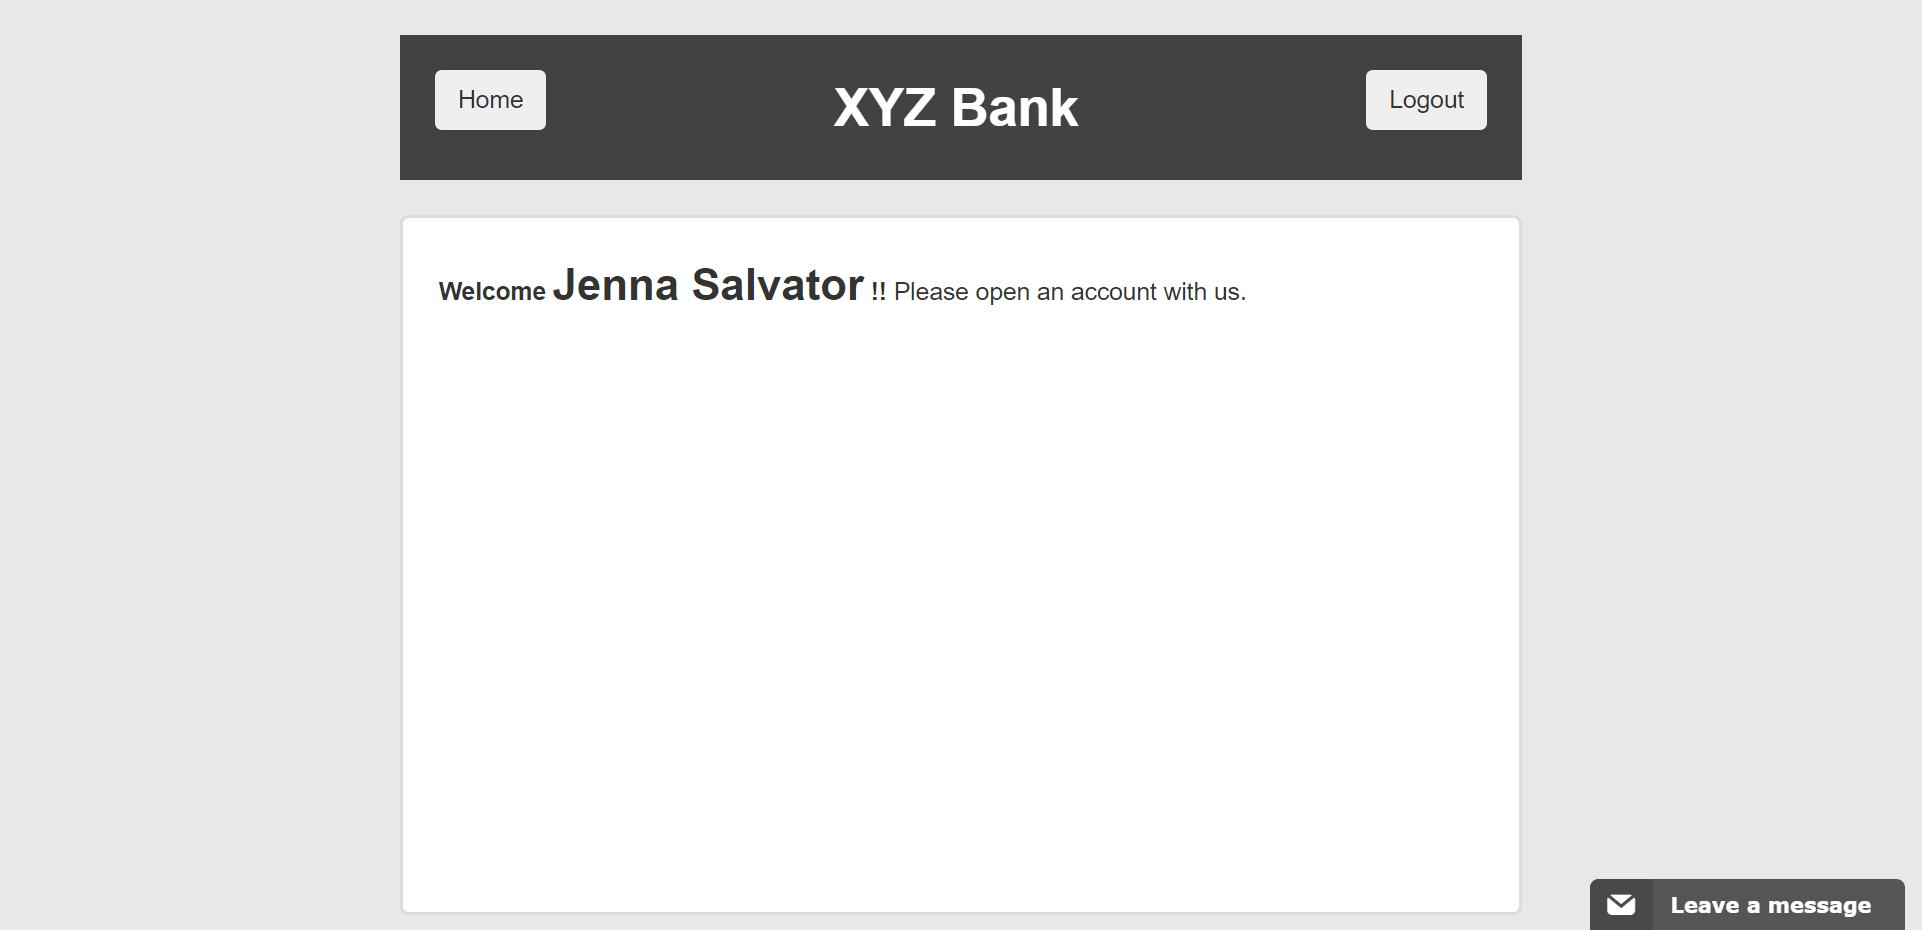 Home
XYZ Bank
Logout
Welcome Jenna Salvator !! Please open an account with us.
Leave a message